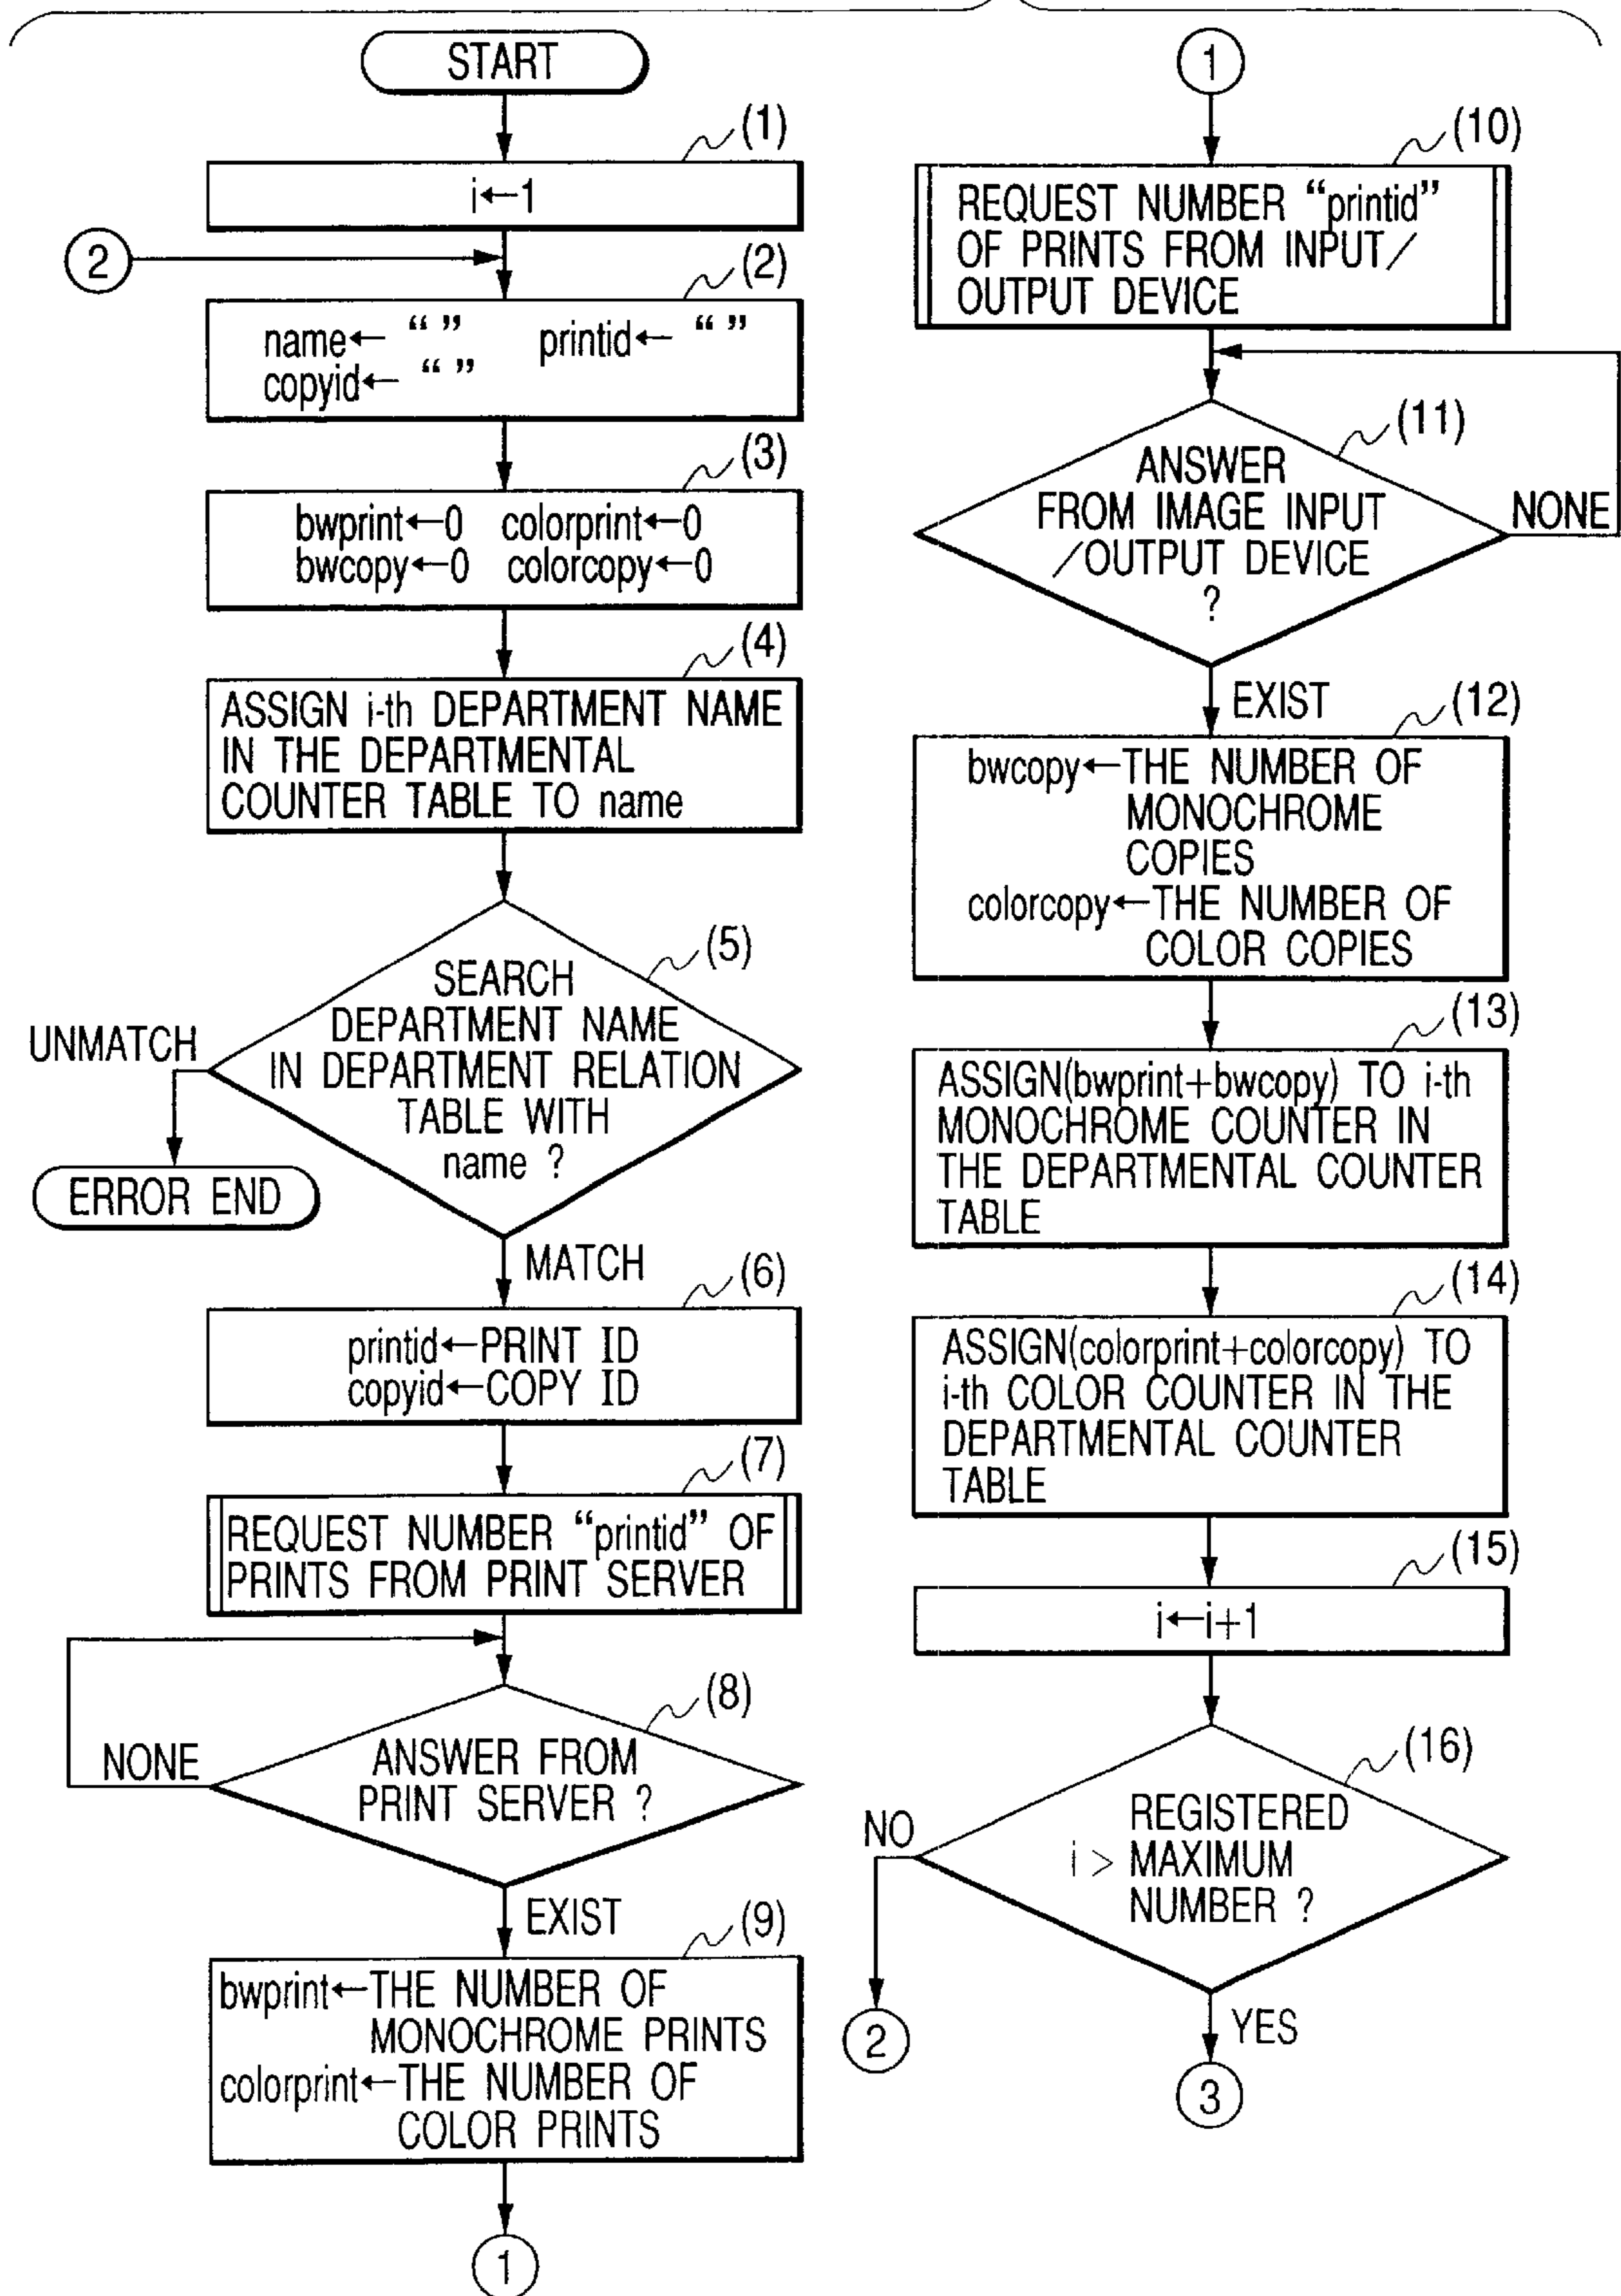 START
(1)
i←1
2
(2)
name← “ ” printid← “ ”
copyid← “ ”
(3)
bwprint←0 colorprint←0
bwcopy←0 colorcopy←0
(4)
ASSIGN i-th DEPARTMENT NAME
IN THE DEPARTMENTAL
COUNTER TABLE TO name
(5)
SEARCH
DEPARTMENT NAME
IN DEPARTMENT RELATION
TABLE WITH
name ?
UNMATCH
ERROR END
MATCH
(6)
printid←PRINT ID
copyid←COPY ID
(7)
REQUEST NUMBER “printid” OF
PRINTS FROM PRINT SERVER
(8)
ANSWER FROM
PRINT SERVER ?
NONE
EXIST
(9)
bwprint←THE NUMBER OF
MONOCHROME PRINTS
colorprint←THE NUMBER OF
COLOR PRINTS
1
1
(10)
REQUEST NUMBER “printid”
OF PRINTS FROM INPUT/
OUTPUT DEVICE
(11)
ANSWER
FROM IMAGE INPUT
/OUTPUT DEVICE
?
NONE
EXIST
(12)
bwcopy←THE NUMBER OF
MONOCHROME
COPIES
colorcopy←THE NUMBER OF
COLOR COPIES
(13)
ASSIGN(bwprint+bwcopy) TO i-th
MONOCHROME COUNTER IN
THE DEPARTMENTAL COUNTER
TABLE
(14)
ASSIGN(colorprint+colorcopy) TO
i-th COLOR COUNTER IN THE
DEPARTMENTAL COUNTER
TABLE
(15)
i←i+1
(16)
REGISTERED
i > MAXIMUM
NUMBER ?
NO
2
YES
3